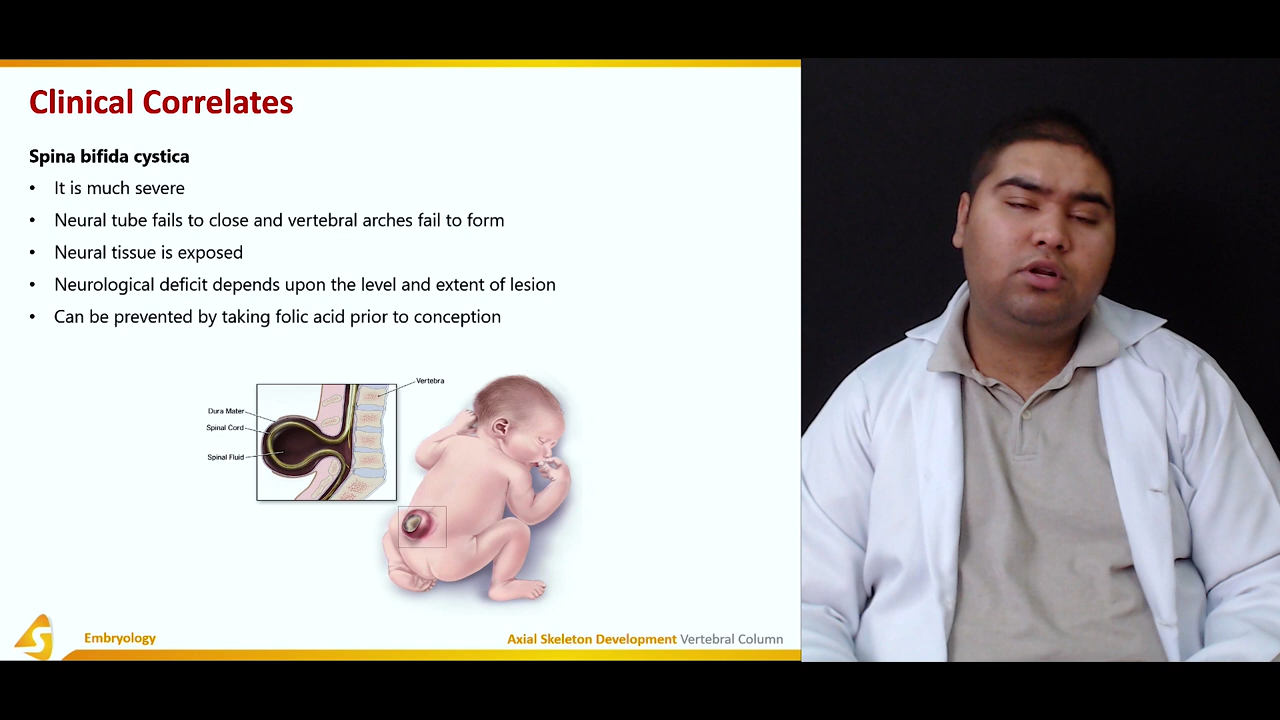 Clinical Correlates
Spina bifida cystica
• It is much severe
• Neural tube fails to close and vertebral arches fail to form
• Neural tissue is exposed
• Neurological deficit depends upon the level and extent of lesion
• Can be prevented by taking folic acid prior to conception
Vertebra
Dura Mater
Spinal Cord
Spinal Fluid
S
Embryology
Axial Skeleton Development Vertebral Column